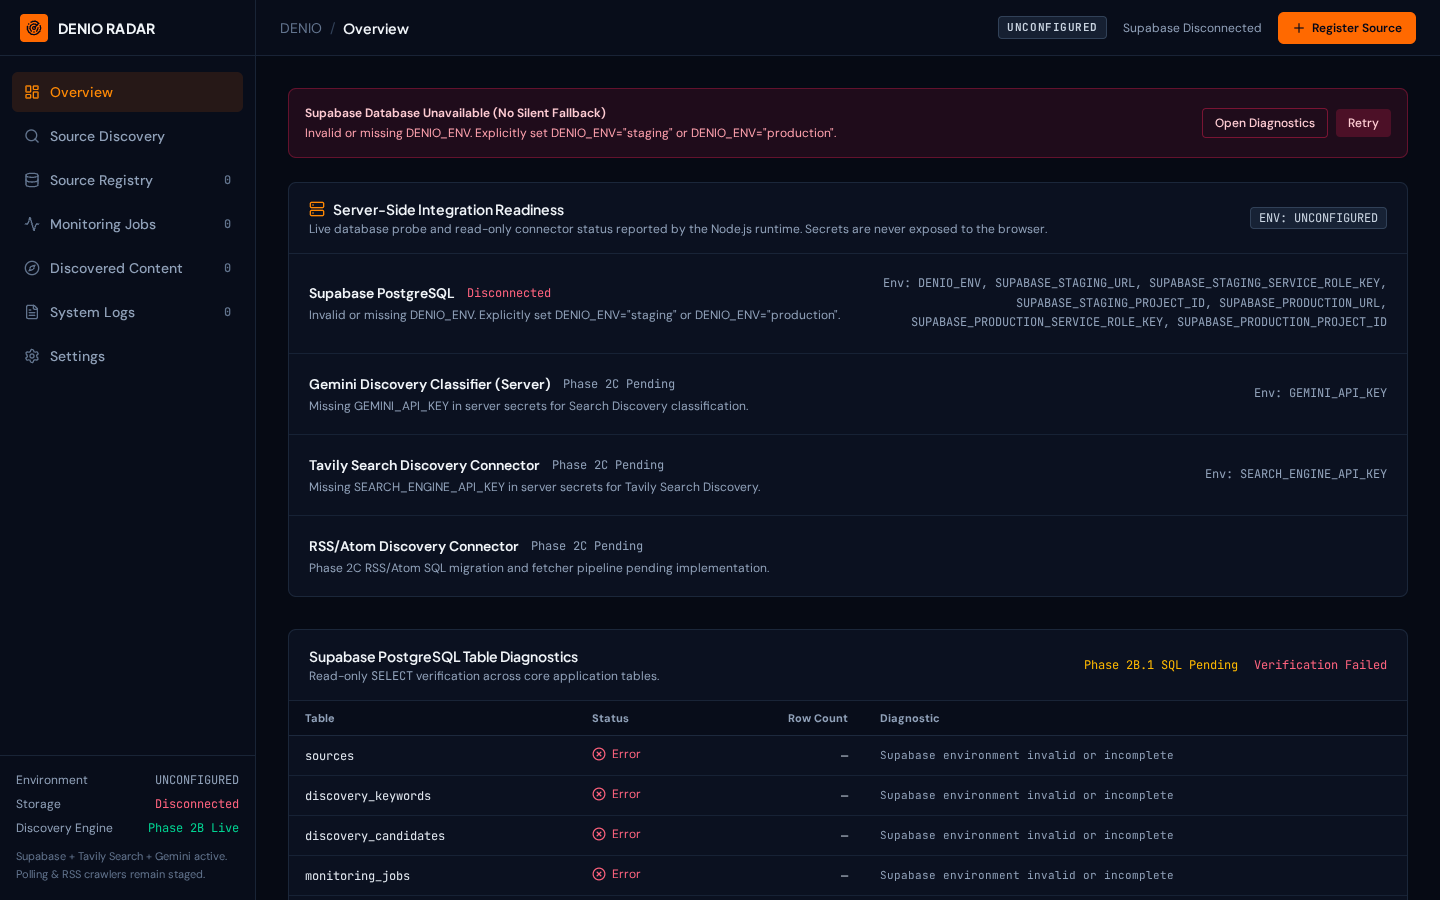 DENIO RADAR
DENIO / Overview
UNCONFIGURED
Supabase Disconnected
Register Source
Overview
Source Discovery
Source Registry 0
Monitoring Jobs 0
Discovered Content 0
System Logs 0
Settings
Environment UNCONFIGURED
Storage Disconnected
Discovery Engine Phase 2B Live
Supabase + Tavily Search + Gemini active.
Polling & RSS crawlers remain staged.
Supabase Database Unavailable (No Silent Fallback)
Invalid or missing DENIO_ENV. Explicitly set DENIO_ENV="staging" or DENIO_ENV="production".
Open Diagnostics
Retry
Server-Side Integration Readiness
Live database probe and read-only connector status reported by the Node.js runtime. Secrets are never exposed to the browser.
ENV: UNCONFIGURED
Supabase PostgreSQL Disconnected
Invalid or missing DENIO_ENV. Explicitly set DENIO_ENV="staging" or DENIO_ENV="production".
Env: DENIO_ENV, SUPABASE_STAGING_URL, SUPABASE_STAGING_SERVICE_ROLE_KEY,
SUPABASE_STAGING_PROJECT_ID, SUPABASE_PRODUCTION_URL,
SUPABASE_PRODUCTION_SERVICE_ROLE_KEY, SUPABASE_PRODUCTION_PROJECT_ID
Gemini Discovery Classifier (Server) Phase 2C Pending
Missing GEMINI_API_KEY in server secrets for Search Discovery classification.
Env: GEMINI_API_KEY
Tavily Search Discovery Connector Phase 2C Pending
Missing SEARCH_ENGINE_API_KEY in server secrets for Tavily Search Discovery.
Env: SEARCH_ENGINE_API_KEY
RSS/Atom Discovery Connector Phase 2C Pending
Phase 2C RSS/Atom SQL migration and fetcher pipeline pending implementation.
Supabase PostgreSQL Table Diagnostics
Read-only SELECT verification across core application tables.
Phase 2B.1 SQL Pending Verification Failed
Table Status Row Count Diagnostic
sources Error — Supabase environment invalid or incomplete
discovery_keywords Error — Supabase environment invalid or incomplete
discovery_candidates Error — Supabase environment invalid or incomplete
monitoring_jobs Error — Supabase environment invalid or incomplete